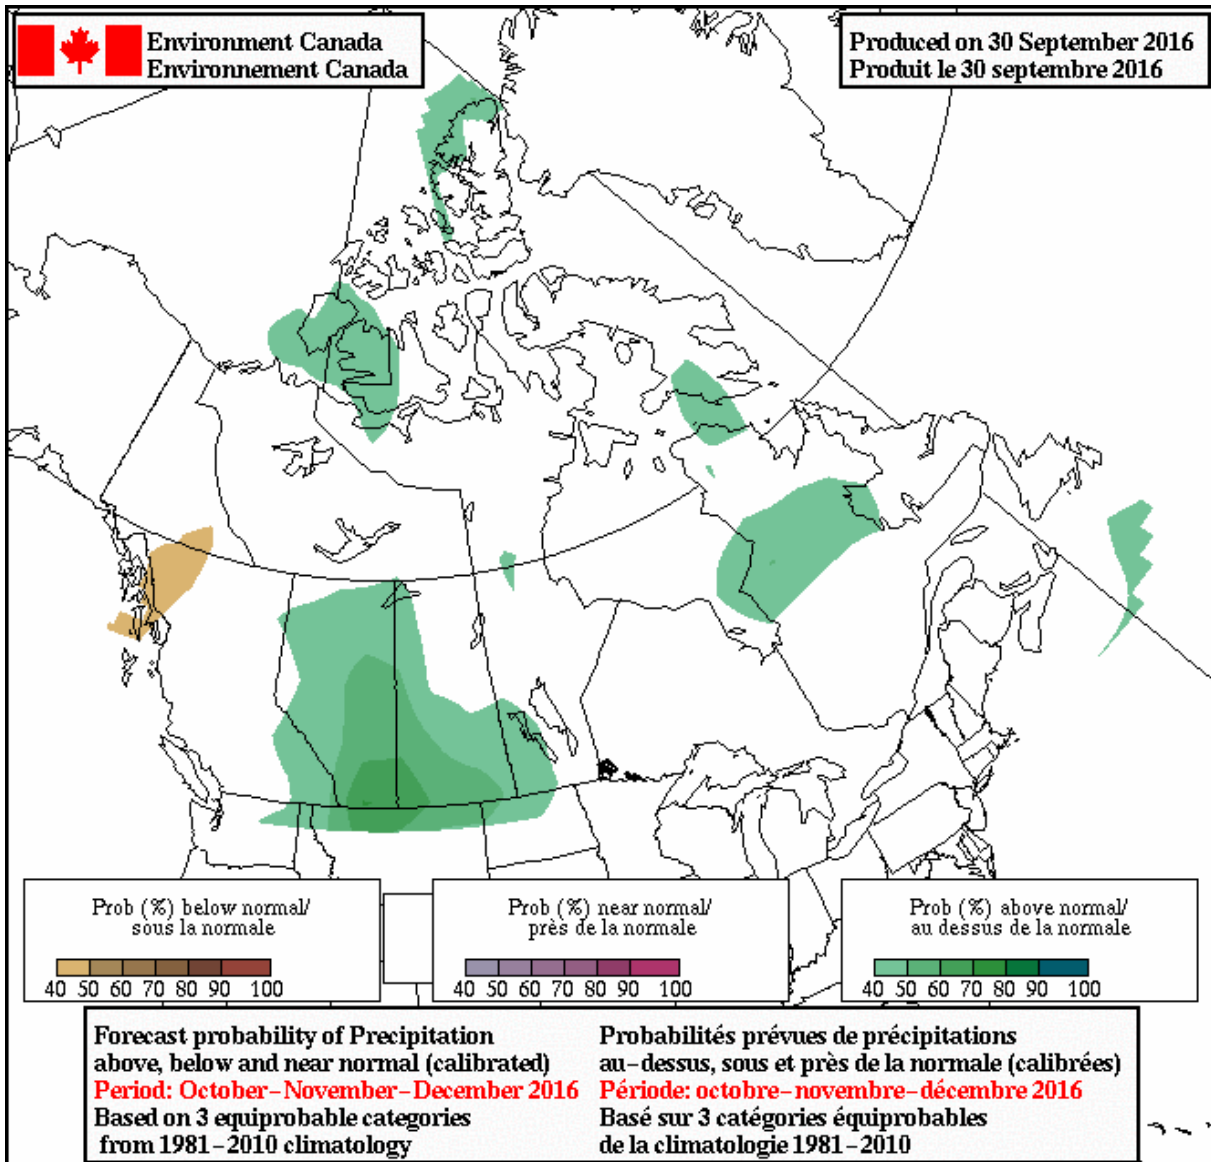 Environment Canada
Environnement Canada
Produced on 30 September 2016
Produit le 30 septembre 2016
Prob (%) below normal/
sous la normale
40 50 60 70 80 90 100
Prob (%) near normal/
près de la normale
40 50 60 70 80 90 100
Prob (%) above normal/
au dessus de la normale
40 50 60 70 80 90 100
Forecast probability of Precipitation
above, below and near normal (calibrated)
Period: October-November-December 2016
Based on 3 equiprobable categories
from 1981-2010 climatology
Probabilités prévues de précipitations
au-dessus, sous et près de la normale (calibrées)
Période: octobre-novembre-décembre 2016
Basé sur 3 catégories équiprobables
de la climatologie 1981-2010